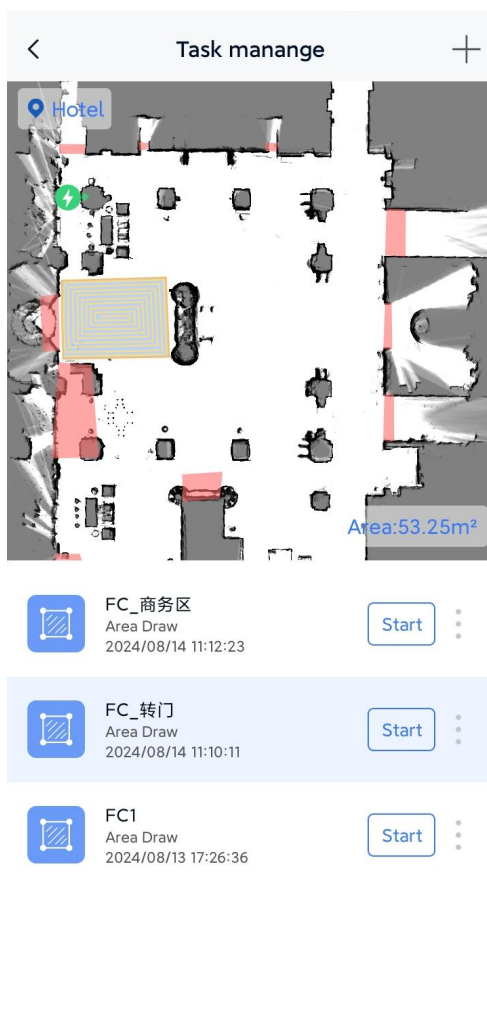 Task manange
Hotel
Area:53.25m²
FC_商务区
Area Draw
2024/08/14 11:12:23
Start
FC_转门
Area Draw
2024/08/14 11:10:11
Start
FC1
Area Draw
2024/08/13 17:26:36
Start